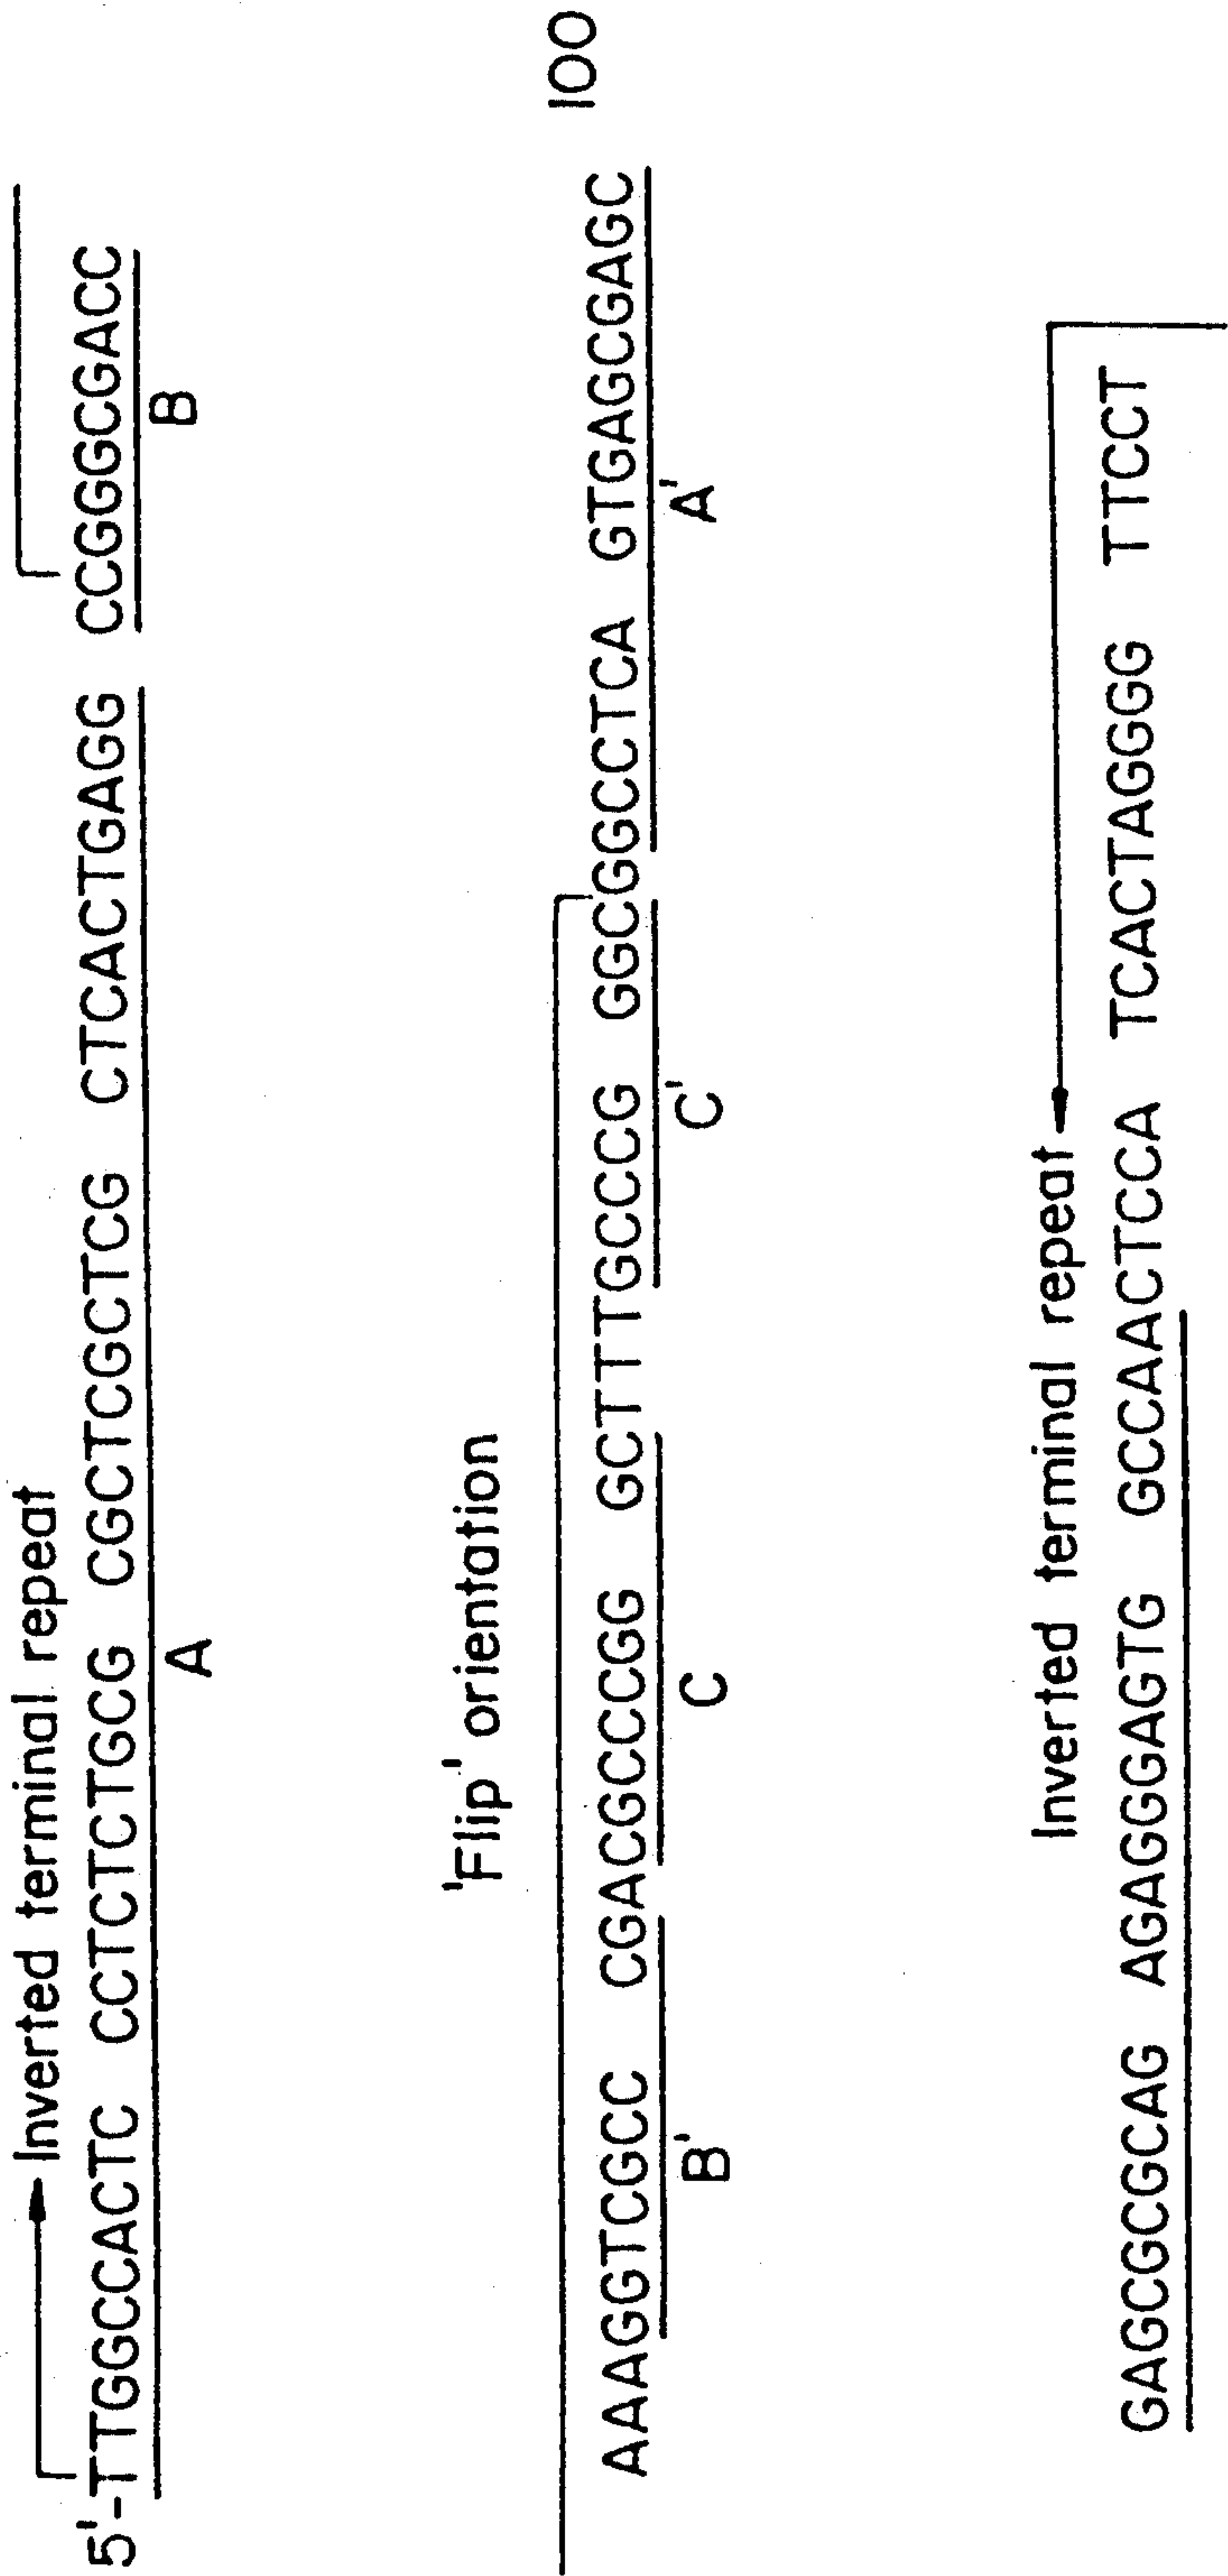 Inverted terminal repeat
5'-TTGGCCACTC CCTCTCTGCG CGCTCGCTCG CTCACTGAGG CCGGGCGACC
A B
'Flip' orientation
100
AAAGGTCGCC CGACGCCCGG GCTTTGCCCG GGCGGCCTCA GTGAGCGAGC
B' C C' A'
Inverted terminal repeat
GAGCGCGCAG AGAGGGAGTG GCCAACTCCA TCACTAGGGG TTCCT